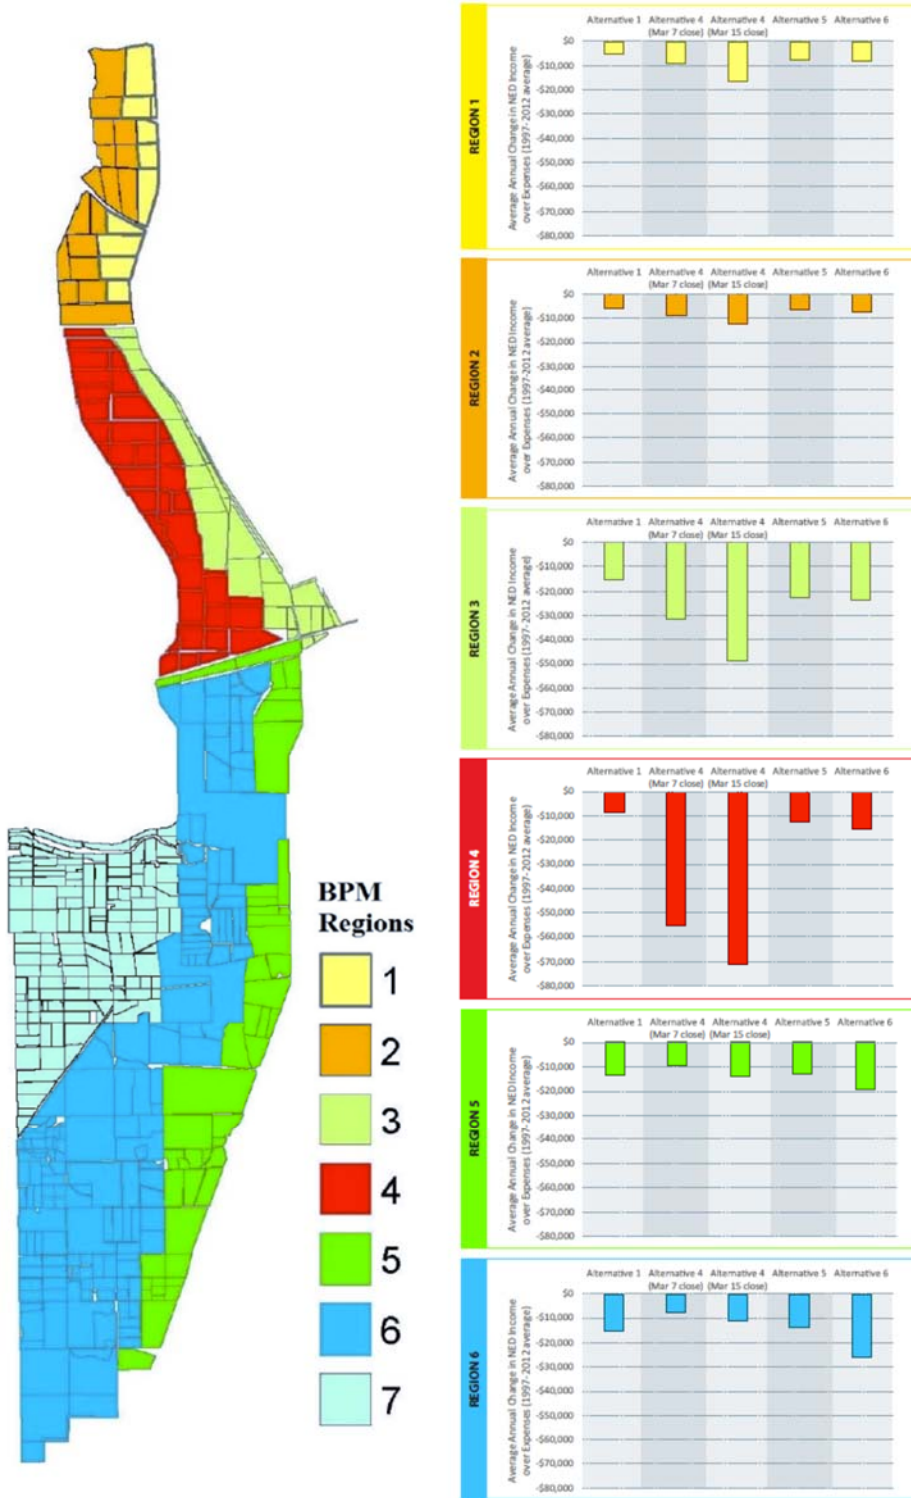 BPM
Regions
1
2
3
4
5
6
7
REGION 1
Average Annual Change in NED Income
over Expenses (1997-2012 average)
Alternative 1 Alternative 4 Alternative 4 Alternative 5 Alternative 6
(Mar 7 close) (Mar 15 close)
$0
-$10,000
-$20,000
-$30,000
-$40,000
-$50,000
-$60,000
-$70,000
-$80,000
REGION 2
Average Annual Change in NED Income
over Expenses (1997-2012 average)
Alternative 1 Alternative 4 Alternative 4 Alternative 5 Alternative 6
(Mar 7 close) (Mar 15 close)
$0
-$10,000
-$20,000
-$30,000
-$40,000
-$50,000
-$60,000
-$70,000
-$80,000
REGION 3
Average Annual Change in NED Income
over Expenses (1997-2012 average)
Alternative 1 Alternative 4 Alternative 4 Alternative 5 Alternative 6
(Mar 7 close) (Mar 15 close)
$0
-$10,000
-$20,000
-$30,000
-$40,000
-$50,000
-$60,000
-$70,000
-$80,000
REGION 4
Average Annual Change in NED Income
over Expenses (1997-2012 average)
Alternative 1 Alternative 4 Alternative 4 Alternative 5 Alternative 6
(Mar 7 close) (Mar 15 close)
$0
-$10,000
-$20,000
-$30,000
-$40,000
-$50,000
-$60,000
-$70,000
-$80,000
REGION 5
Average Annual Change in NED Income
over Expenses (1997-2012 average)
Alternative 1 Alternative 4 Alternative 4 Alternative 5 Alternative 6
(Mar 7 close) (Mar 15 close)
$0
-$10,000
-$20,000
-$30,000
-$40,000
-$50,000
-$60,000
-$70,000
-$80,000
REGION 6
Average Annual Change in NED Income
over Expenses (1997-2012 average)
Alternative 1 Alternative 4 Alternative 4 Alternative 5 Alternative 6
(Mar 7 close) (Mar 15 close)
$0
-$10,000
-$20,000
-$30,000
-$40,000
-$50,000
-$60,000
-$70,000
-$80,000